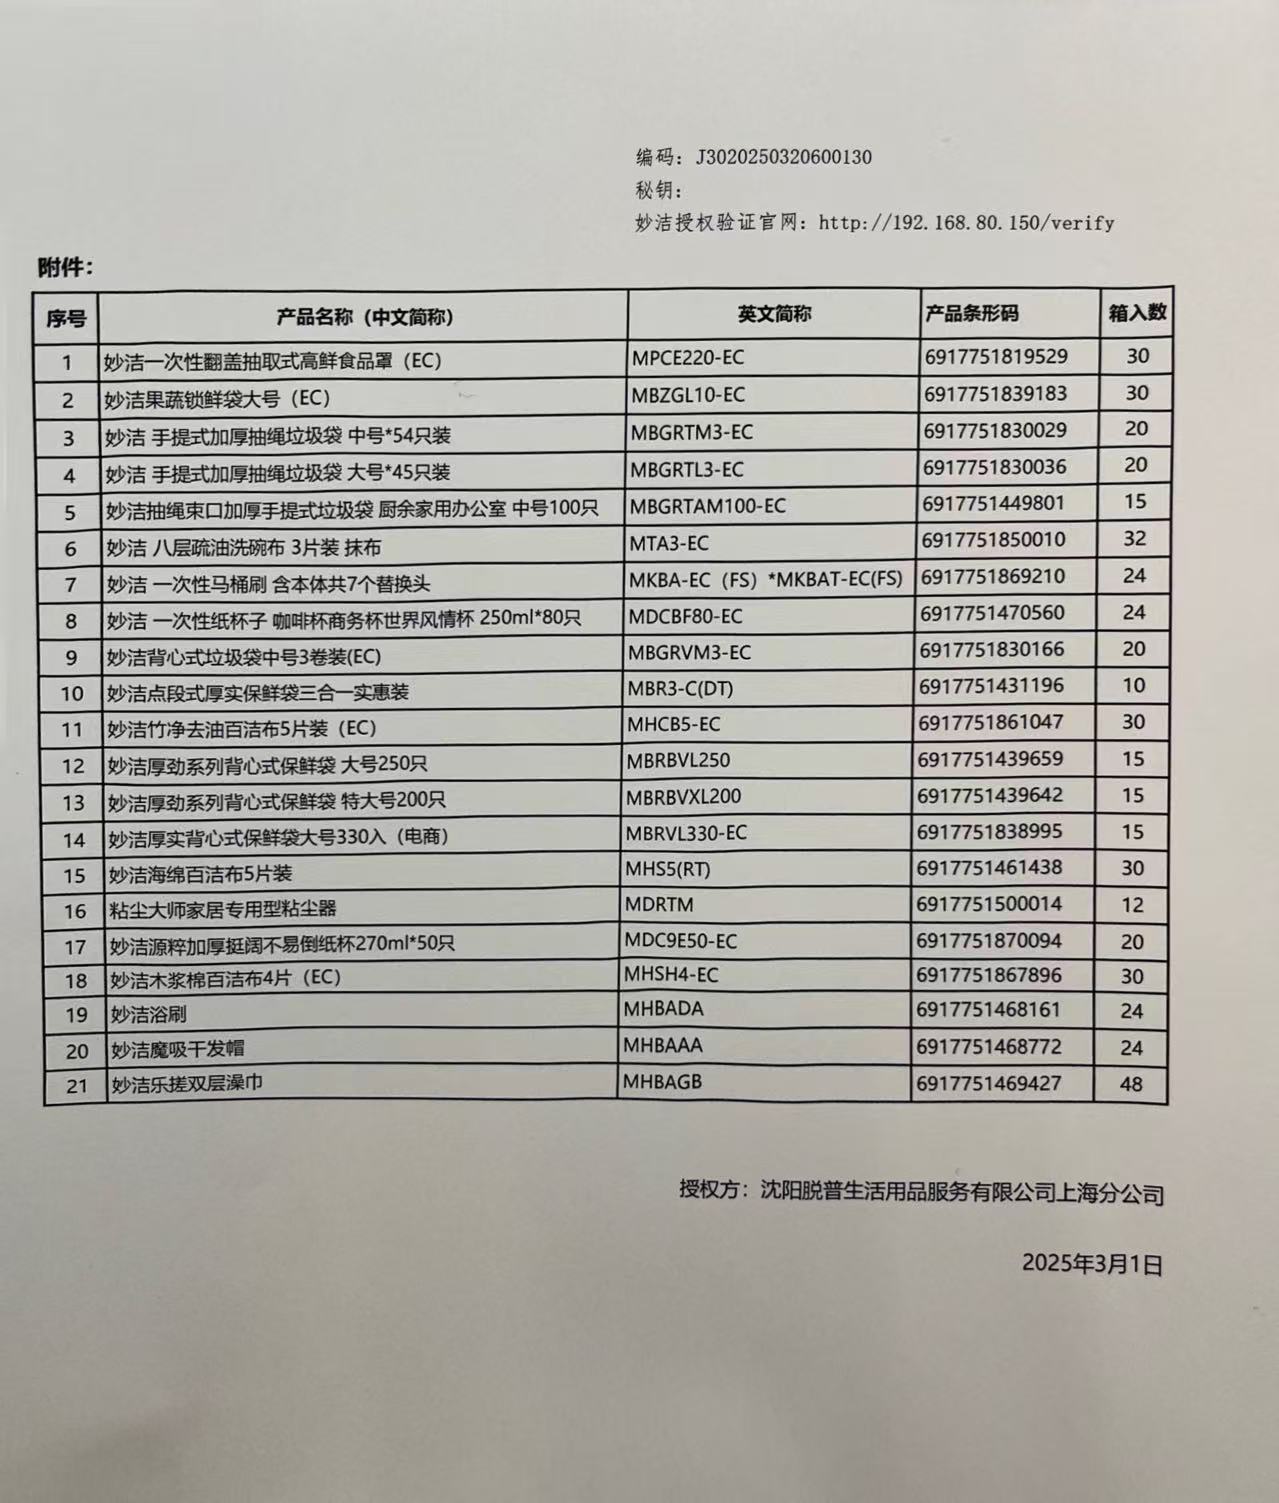 编码：J3020250320600130
秘钥：
妙洁授权验证官网：http://192.168.80.150/verify
附件：
序号 产品名称（中文简称） 英文简称 产品条形码 箱入数
1 妙洁一次性翻盖抽取式高鲜食品罩（EC） MPCE220-EC 6917751819529 30
2 妙洁果蔬锁鲜袋大号（EC） MBZGL10-EC 6917751839183 30
3 妙洁 手提式加厚抽绳垃圾袋 中号*54只装 MBGRTM3-EC 6917751830029 20
4 妙洁 手提式加厚抽绳垃圾袋 大号*45只装 MBGRTL3-EC 6917751830036 20
5 妙洁抽绳束口加厚手提式垃圾袋 厨余家用办公室 中号100只 MBGRTAM100-EC 6917751449801 15
6 妙洁 八层疏油洗碗布 3片装 抹布 MTA3-EC 6917751850010 32
7 妙洁 一次性马桶刷 含本体共7个替换头 MKBA-EC（FS）*MKBAT-EC(FS) 6917751869210 24
8 妙洁 一次性纸杯子 咖啡杯商务杯世界风情杯 250ml*80只 MDCBF80-EC 6917751470560 24
9 妙洁背心式垃圾袋中号3卷装(EC) MBGRVM3-EC 6917751830166 20
10 妙洁点段式厚实保鲜袋三合一实惠装 MBR3-C(DT) 6917751431196 10
11 妙洁竹净去油百洁布5片装（EC） MHCB5-EC 6917751861047 30
12 妙洁厚劲系列背心式保鲜袋 大号250只 MBRBVL250 6917751439659 15
13 妙洁厚劲系列背心式保鲜袋 特大号200只 MBRBVXL200 6917751439642 15
14 妙洁厚实背心式保鲜袋大号330入（电商） MBRVL330-EC 6917751838995 15
15 妙洁海绵百洁布5片装 MHS5(RT) 6917751461438 30
16 粘尘大师家居专用型粘尘器 MDRTM 6917751500014 12
17 妙洁源粹加厚挺阔不易倒纸杯270ml*50只 MDC9E50-EC 6917751870094 20
18 妙洁木浆棉百洁布4片（EC） MHSH4-EC 6917751867896 30
19 妙洁浴刷 MHBADA 6917751468161 24
20 妙洁魔吸干发帽 MHBAAA 6917751468772 24
21 妙洁乐搓双层澡巾 MHBAGB 6917751469427 48
授权方：沈阳脱普生活用品服务有限公司上海分公司
2025年3月1日